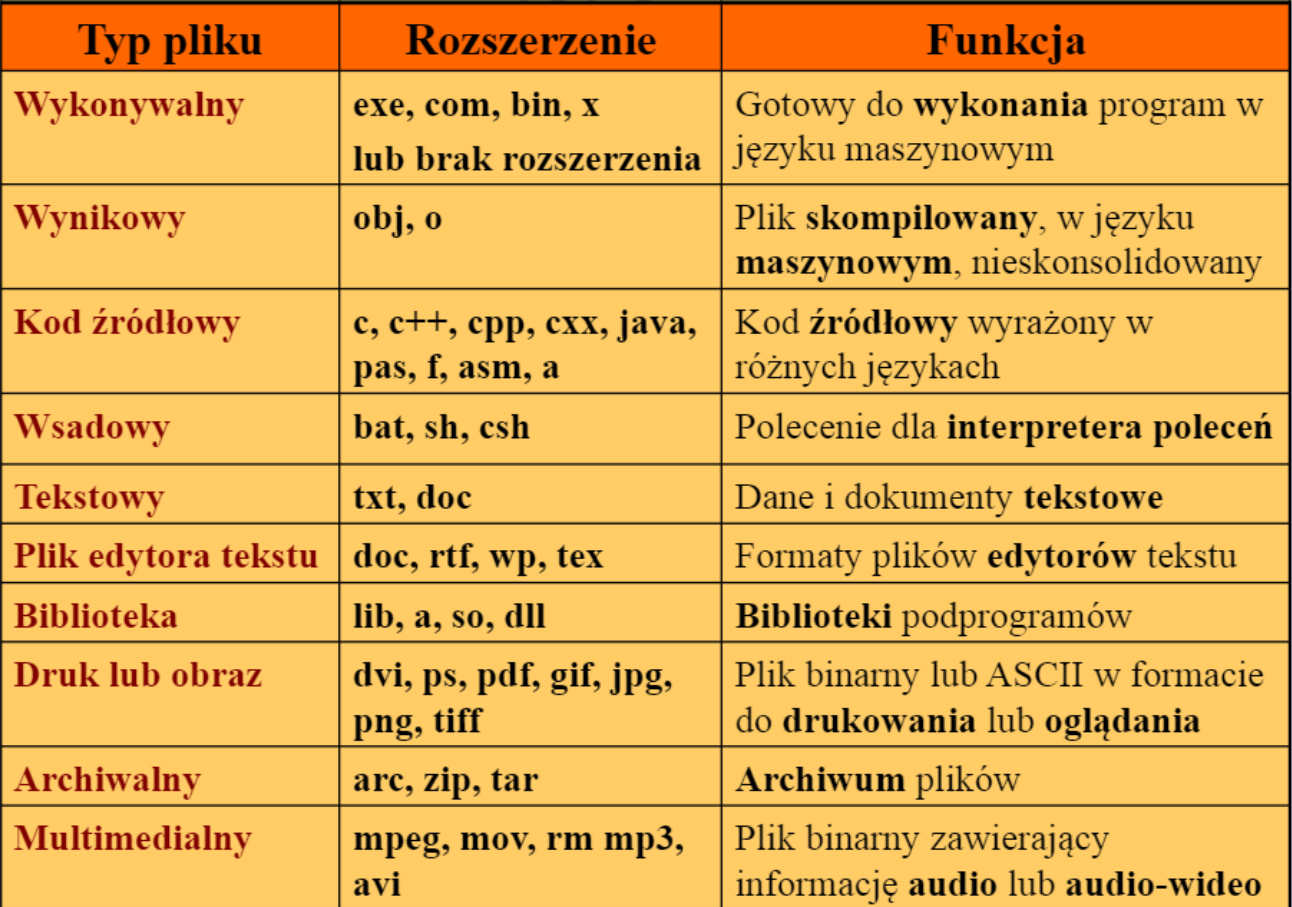 Typ pliku Rozszerzenie Funkcja
Wykonywalny exe, com, bin, x Gotowy do wykonania program w
lub brak rozszerzenia języku maszynowym
Wynikowy obj, o Plik skompilowany, w języku
maszynowym, nieskonsolidowany
Kod źródłowy c, c++, cpp, cxx, java, Kod źródłowy wyrażony w
pas, f, asm, a różnych językach
Wsadowy bat, sh, csh Polecenie dla interpretera poleceń
Tekstowy txt, doc Dane i dokumenty tekstowe
Plik edytora tekstu doc, rtf, wp, tex Formaty plików edytorów tekstu
Biblioteka lib, a, so, dll Biblioteki podprogramów
Druk lub obraz dvi, ps, pdf, gif, jpg, Plik binarny lub ASCII w formacie
png, tiff do drukowania lub oglądania
Archiwalny arc, zip, tar Archiwum plików
Multimedialny mpeg, mov, rm mp3, Plik binarny zawierający
avi informację audio lub audio-wideo